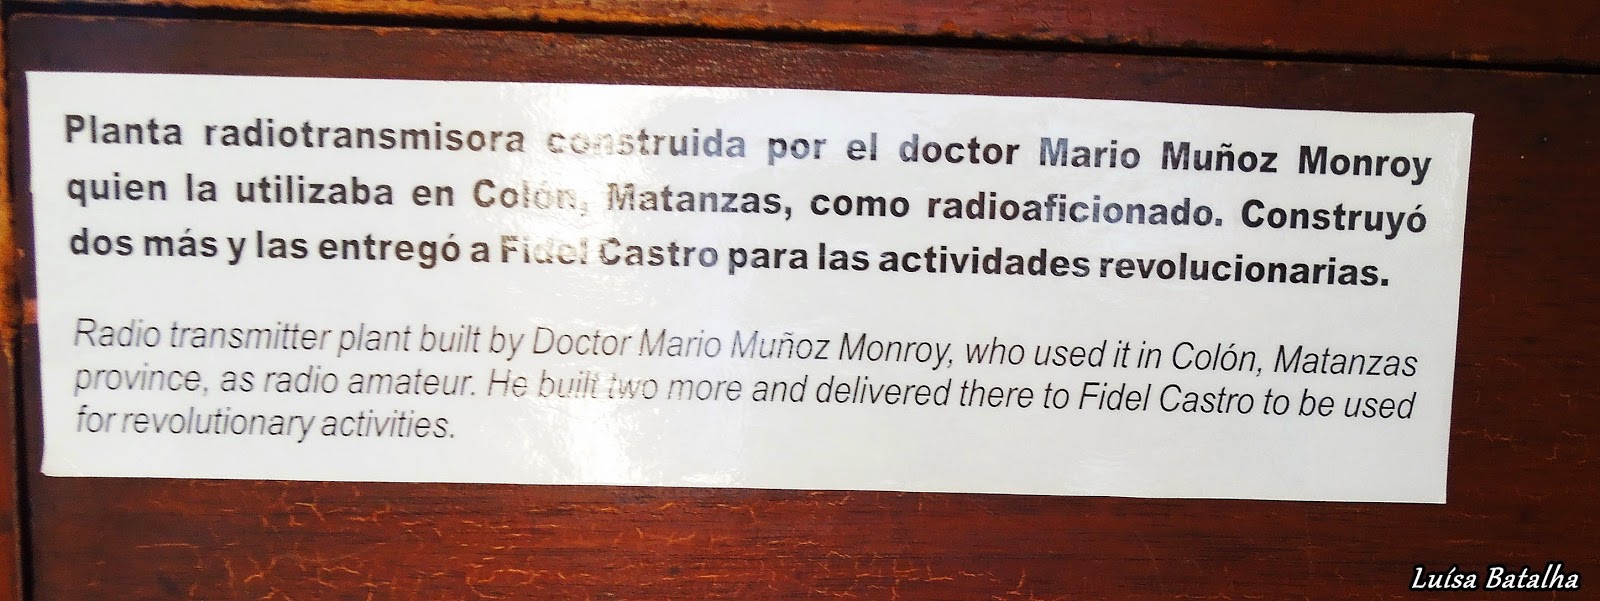 Planta radiotransmisora construida por el doctor Mario Muñoz Monroy
quien la utilizaba en Colón, Matanzas, como radioaficionado. Construyó
dos más y las entregó a Fidel Castro para las actividades revolucionarias.
Radio transmitter plant built by Doctor Mario Muñoz Monroy, who used it in Colón, Matanzas
province, as radio amateur. He built two more and delivered there to Fidel Castro to be used
for revolutionary activities.
Luísa Batalha